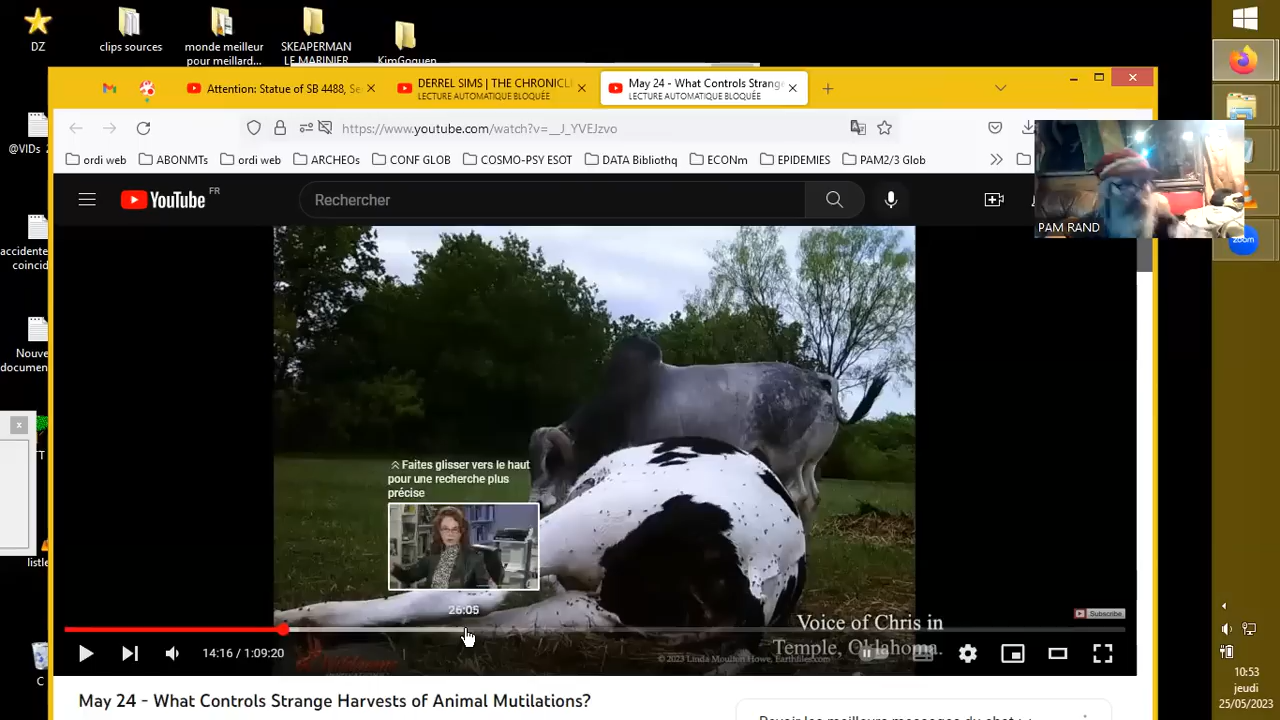 DZ
clips sources
monde meilleur
pour meillard...
SKEAPERMAN
LE MARINIER
KimGoguen
Attention: Statue of SB 4488, Se
DERREL SIMS | THE CHRONICL
LECTURE AUTOMATIQUE BLOQUÉE
May 24 - What Controls Strange
LECTURE AUTOMATIQUE BLOQUÉE
https://www.youtube.com/watch?v=__J_YVEJzvo
ordi web
ABONMTs
ordi web
ARCHEOs
CONF GLOB
COSMO-PSY ESOT
DATA Bibliothq
ECONm
EPIDEMIES
PAM2/3 Glob
@VIDs 2
accidente
coincid
Nouve
documen
listle
C
YouTube FR
Rechercher
PAM RAND
zoom
Faites glisser vers le haut
pour une recherche plus
précise
26:05
Subscribe
Voice of Chris in
Temple, Oklahoma.
© 2023 Linda Moulton Howe, Earthfiles.com
14:16 / 1:09:20
May 24 - What Controls Strange Harvests of Animal Mutilations?
10:53
jeudi
25/05/2023